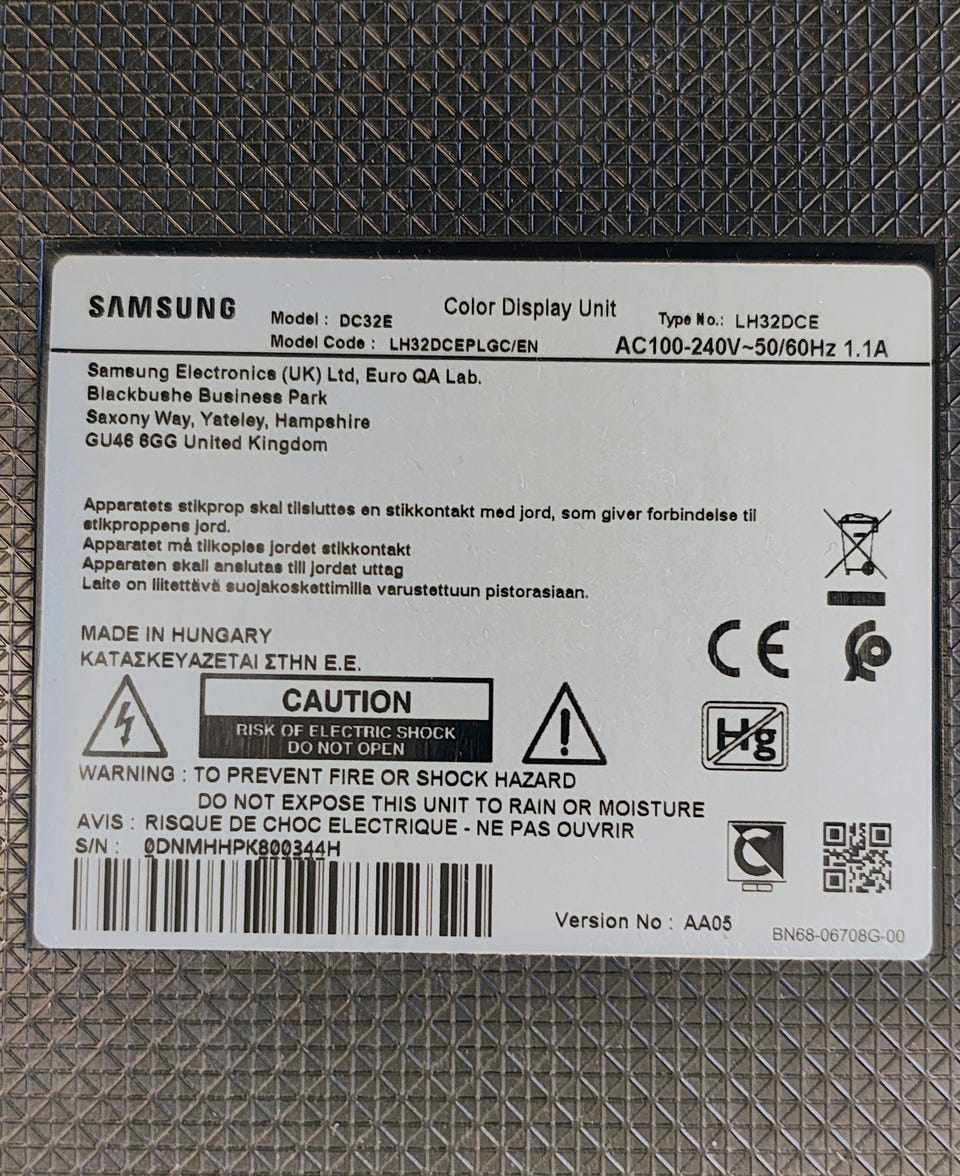 SAMSUNG
Color Display Unit
Model : DC32E
Type No.: LH32DCE
Model Code : LH32DCEPLGC/EN
AC100-240V~50/60Hz 1.1A
Samsung Electronics (UK) Ltd, Euro QA Lab.
Blackbushe Business Park
Saxony Way, Yateley, Hampshire
GU46 6GG United Kingdom
Apparatets stikprop skal tilsluttes en stikkontakt med jord, som giver forbindelse til
stikproppens jord.
Apparatet må tilkoples jordet stikkontakt
Apparaten skall anslutas till jordat uttag
Laite on liitettävä suojakoskettimilla varustettuun pistorasiaan.
MADE IN HUNGARY
ΚΑΤΑΣΚΕΥΑΖΕΤΑΙ ΣΤΗΝ Ε.Ε.
CE
CAUTION
RISK OF ELECTRIC SHOCK
DO NOT OPEN
Hg
WARNING : TO PREVENT FIRE OR SHOCK HAZARD
DO NOT EXPOSE THIS UNIT TO RAIN OR MOISTURE
AVIS : RISQUE DE CHOC ELECTRIQUE - NE PAS OUVRIR
S/N : 0DNMHHPK800344H
Version No : AA05
BN68-06708G-00